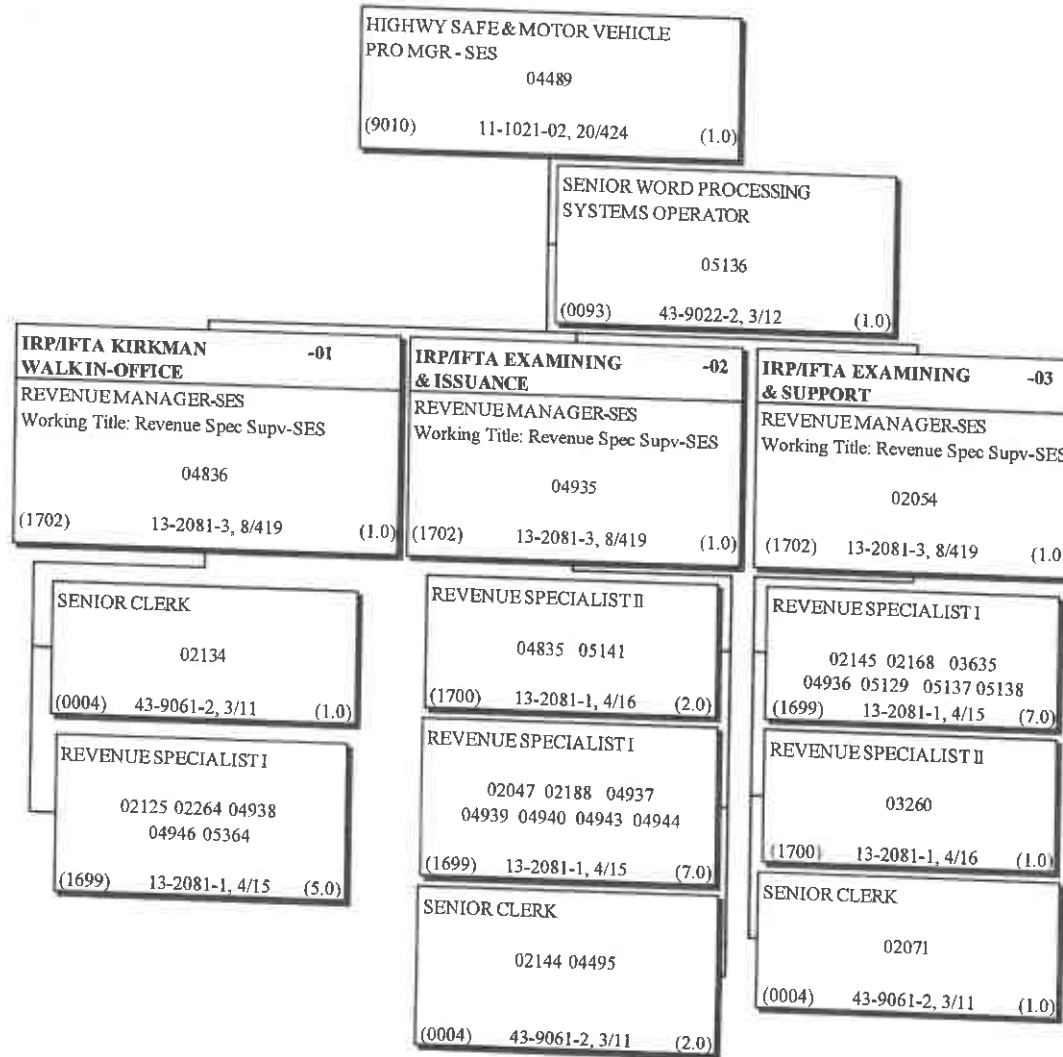 HIGHWY SAFE & MOTOR VEHICLE
PRO MGR - SES
04489
(9010) 11-1021-02, 20/424 (1.0)
SENIOR WORD PROCESSING
SYSTEMS OPERATOR
05136
(0093) 43-9022-2, 3/12 (1.0)
IRP/IFTA KIRKMAN -01
WALKIN-OFFICE
REVENUE MANAGER-SES
Working Title: Revenue Spec Supv-SES
04836
(1702) 13-2081-3, 8/419 (1.0)
SENIOR CLERK
02134
(0004) 43-9061-2, 3/11 (1.0)
REVENUE SPECIALIST I
02125 02264 04938
04946 05364
(1699) 13-2081-1, 4/15 (5.0)
IRP/IFTA EXAMINING -02
& ISSUANCE
REVENUE MANAGER-SES
Working Title: Revenue Spec Supv-SES
04935
(1702) 13-2081-3, 8/419 (1.0)
REVENUE SPECIALIST II
04835 05141
(1700) 13-2081-1, 4/16 (2.0)
REVENUE SPECIALIST I
02047 02188 04937
04939 04940 04943 04944
(1699) 13-2081-1, 4/15 (7.0)
SENIOR CLERK
02144 04495
(0004) 43-9061-2, 3/11 (2.0)
IRP/IFTA EXAMINING -03
& SUPPORT
REVENUE MANAGER-SES
Working Title: Revenue Spec Supv-SES
02054
(1702) 13-2081-3, 8/419 (1.0
REVENUE SPECIALIST I
02145 02168 03635
04936 05129 05137 05138
(1699) 13-2081-1, 4/15 (7.0)
REVENUE SPECIALIST II
03260
(1700) 13-2081-1, 4/16 (1.0)
SENIOR CLERK
02071
(0004) 43-9061-2, 3/11 (1.0)